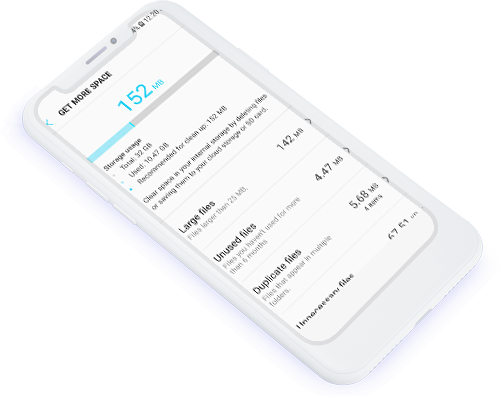 12:20
GET MORE SPACE
152 MB
Storage usage
Total: 32 GB
Used: 10.47 GB
Recommended for clean up: 152 MB
Clear space in your internal storage by deleting files
or saving them to your cloud storage or SD card.
Large files
142 MB
Files larger than 25 MB.
Unused files
4.47 MB
Files you haven't used for more
than 6 months
Duplicate files
5.68 MB
Files that appear in multiple
folders.
4 items
Unnecessary files
67.51